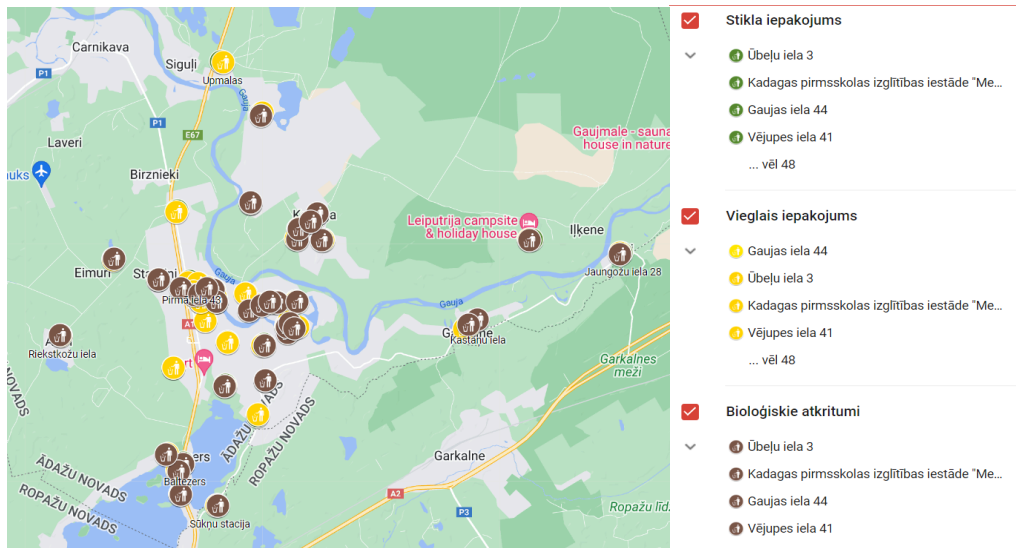 Carnikava
Siguļi
P1
Upmalas
Gauja
P1
E67
Laveri
Gaujmale - sauna
house in nature
uks
Birznieki
Leiputrija campsite
& holiday house
Iļķene
Jaungožu iela 28
Eimuri
Gauja
Pirmā iela 43
Gauja
A1
Kastaņu iela
Riekstkožu iela
Garkalnes
meži
NOVADS
ĀDAŽU NOVADS
ROPAŽU NOVADS
Garkalne
ĀDAŽU NOVADS
ROPAŽU NOVADS
Baltezers
A2
P3
Sūkņu stacija
Stikla iepakojums
Übeļu iela 3
Kadagas pirmsskolas izglītības iestāde "Me...
Gaujas iela 44
Vējupes iela 41
... vēl 48
Vieglais iepakojums
Gaujas iela 44
Übeļu iela 3
Kadagas pirmsskolas izglītības iestāde "Me...
Vējupes iela 41
... vēl 48
Bioloģiskie atkritumi
Übeļu iela 3
Kadagas pirmsskolas izglītības iestāde "Me...
Gaujas iela 44
Vējupes iela 41